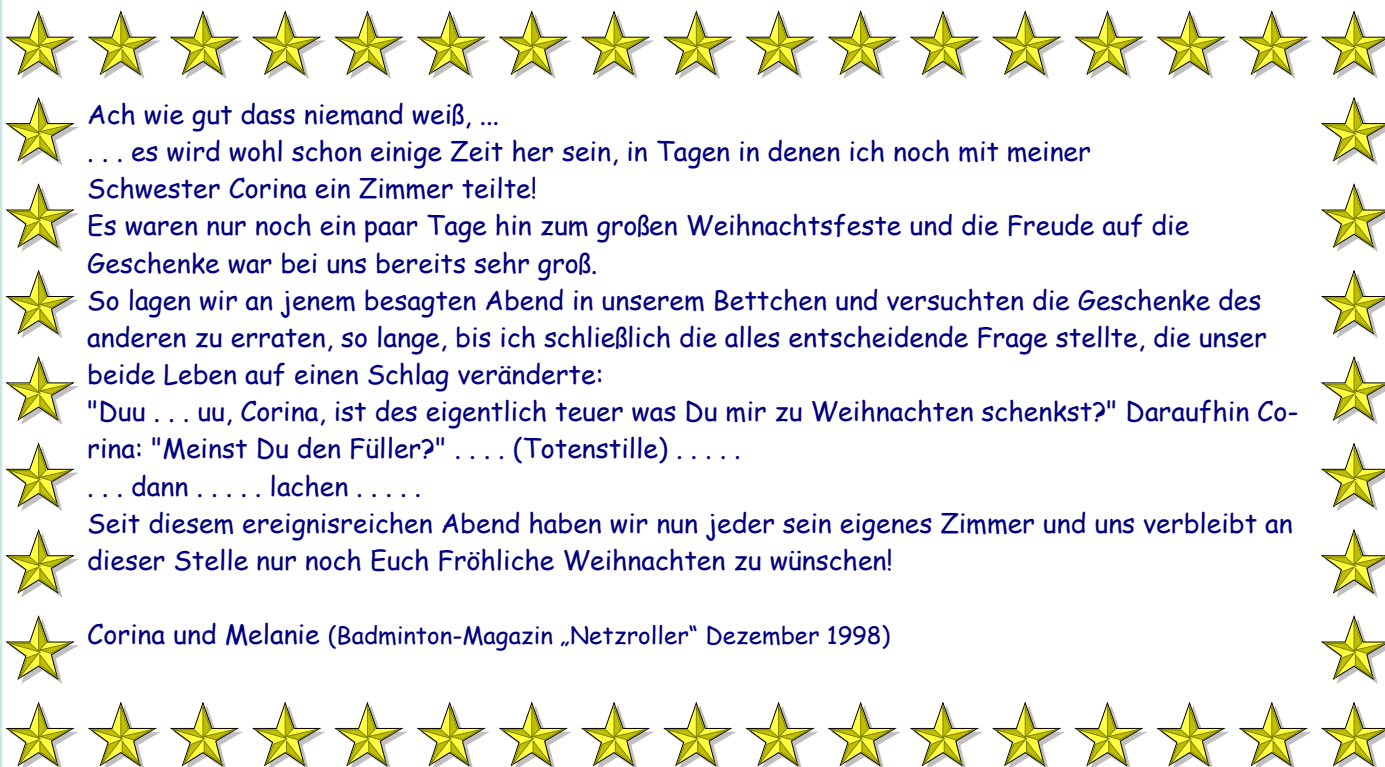 Ach wie gut dass niemand weiß, ...
. . . es wird wohl schon einige Zeit her sein, in Tagen in denen ich noch mit meiner
Schwester Corina ein Zimmer teilte!
Es waren nur noch ein paar Tage hin zum großen Weihnachtsfeste und die Freude auf die
Geschenke war bei uns bereits sehr groß.
So lagen wir an jenem besagten Abend in unserem Bettchen und versuchten die Geschenke des
anderen zu erraten, so lange, bis ich schließlich die alles entscheidende Frage stellte, die unser
beide Leben auf einen Schlag veränderte:
"Duu . . . uu, Corina, ist des eigentlich teuer was Du mir zu Weihnachten schenkst?" Daraufhin Co-
rina: "Meinst Du den Füller?" . . . . (Totenstille) . . . . .
. . . dann . . . . . lachen . . . . .
Seit diesem ereignisreichen Abend haben wir nun jeder sein eigenes Zimmer und uns verbleibt an
dieser Stelle nur noch Euch Fröhliche Weihnachten zu wünschen!
Corina und Melanie (Badminton-Magazin „Netzroller“ Dezember 1998)